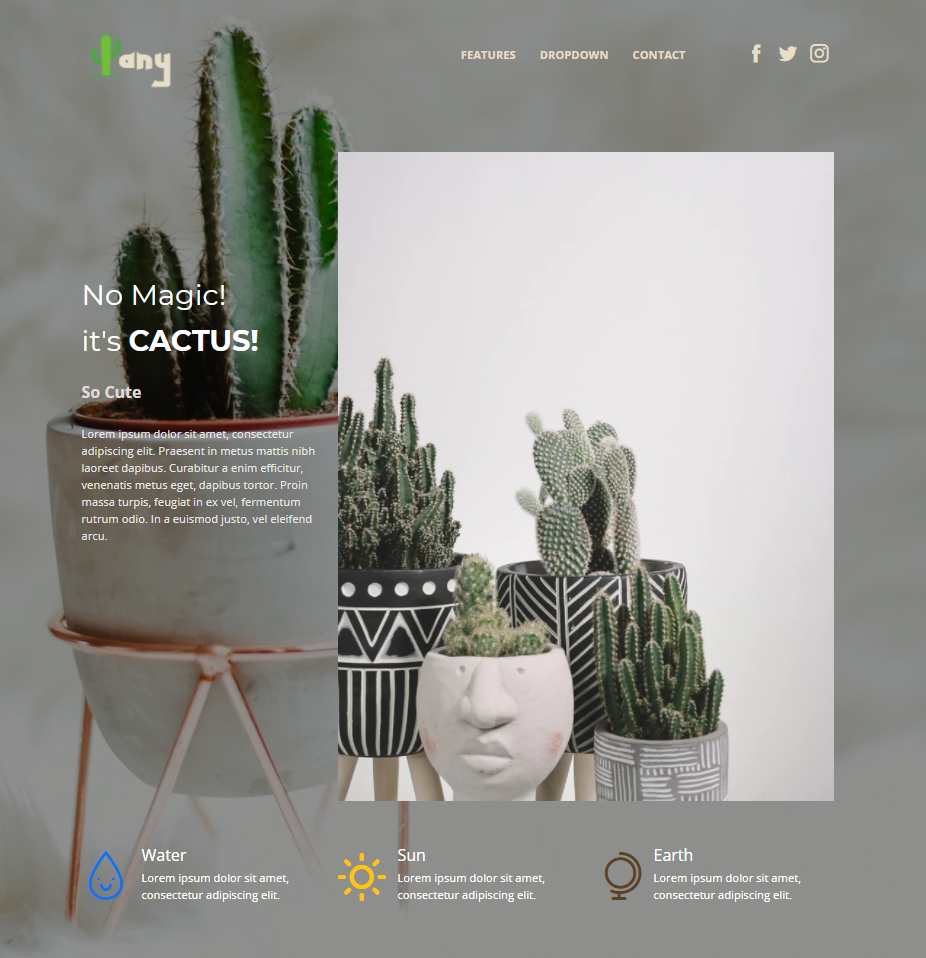 any
FEATURES DROPDOWN CONTACT
No Magic!
it's CACTUS!
So Cute
Lorem ipsum dolor sit amet, consectetur
adipiscing elit. Praesent in metus mattis nibh
laoreet dapibus. Curabitur a enim efficitur,
venenatis metus eget, dapibus tortor. Proin
massa turpis, feugiat in ex vel, fermentum
rutrum odio. In a euismod justo, vel eleifend
arcu.
Water
Lorem ipsum dolor sit amet,
consectetur adipiscing elit.
Sun
Lorem ipsum dolor sit amet,
consectetur adipiscing elit.
Earth
Lorem ipsum dolor sit amet,
consectetur adipiscing elit.